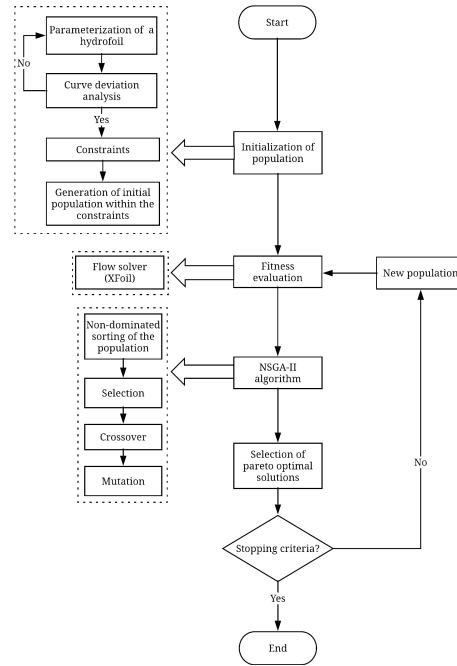 Start
Parameterization of a
hydrofoil
No
Curve deviation
analysis
Yes
Constraints
Generation of initial
population within the
constraints
Initialization of
population
Flow solver
(XFoil)
Fitness
evaluation
New population
Non-dominated
sorting of the
population
Selection
Crossover
Mutation
NSGA-II
algorithm
Selection of
pareto optimal
solutions
No
Stopping criteria?
Yes
End